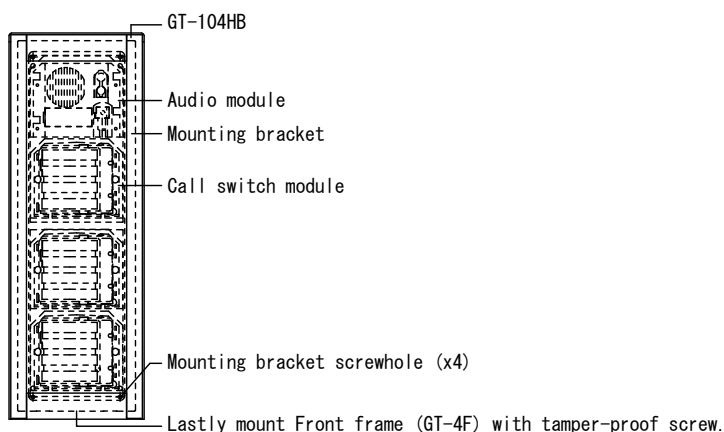 GT-104HB
Audio module
Mounting bracket
Call switch module
Mounting bracket screwhole (x4)
Lastly mount Front frame (GT-4F) with tamper-proof screw.